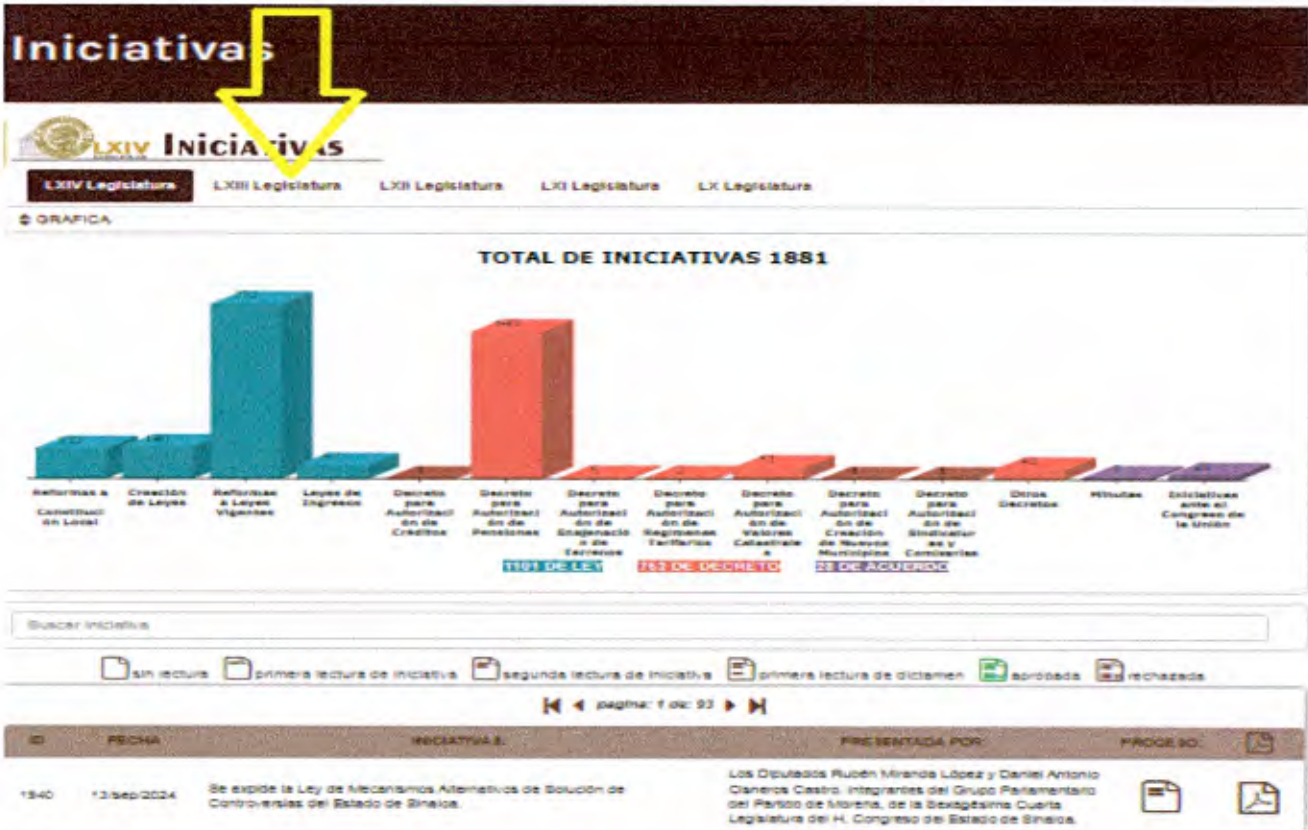 Iniciativas
LXIV INICIATIVAS
LXIV Legislatura LXIII Legislatura LXII Legislatura LXI Legislatura LX Legislatura
GRAFICA
TOTAL DE INICIATIVAS 1881
Reformas a Constitución Local
Creación de Leyes
Reformas a Leyes Vigentes
Leyes de Ingresos
Decreto para Autorización de Créditos
Decreto para Autorización de Pensiones
Decreto para Autorización de Enajenación de Terrenos
Decreto para Autorización de Regimenes Tarifarios
Decreto para Autorización de Valores Catastrales
Decreto para Autorización de Creación de Nuevos Municipios
Decreto para Autorización de Sindicaturas y Comisarías
Otros Decretos
Minutas
Iniciativas ante el Congreso de la Unión
1101 DE LEY 752 DE DECRETO 28 DE ACUERDO
Buscar Iniciativa
sin lectura primera lectura de iniciativa segunda lectura de iniciativa primera lectura de dictamen aprobada rechazada
pagina: 1 de: 93
ID FECHA INICIATIVAS: PRESENTADA POR: PROCESO:
1940 13/sep/2024 Se expide la Ley de Mecanismos Alternativos de Solución de Controversias del Estado de Sinaloa.
Los Diputados Rubén Miranda López y Daniel Antonio
Cisneros Castro, integrantes del Grupo Parlamentario
del Partido de Morena, de la Sexagésima Cuarta
Legislatura del H. Congreso del Estado de Sinaloa.